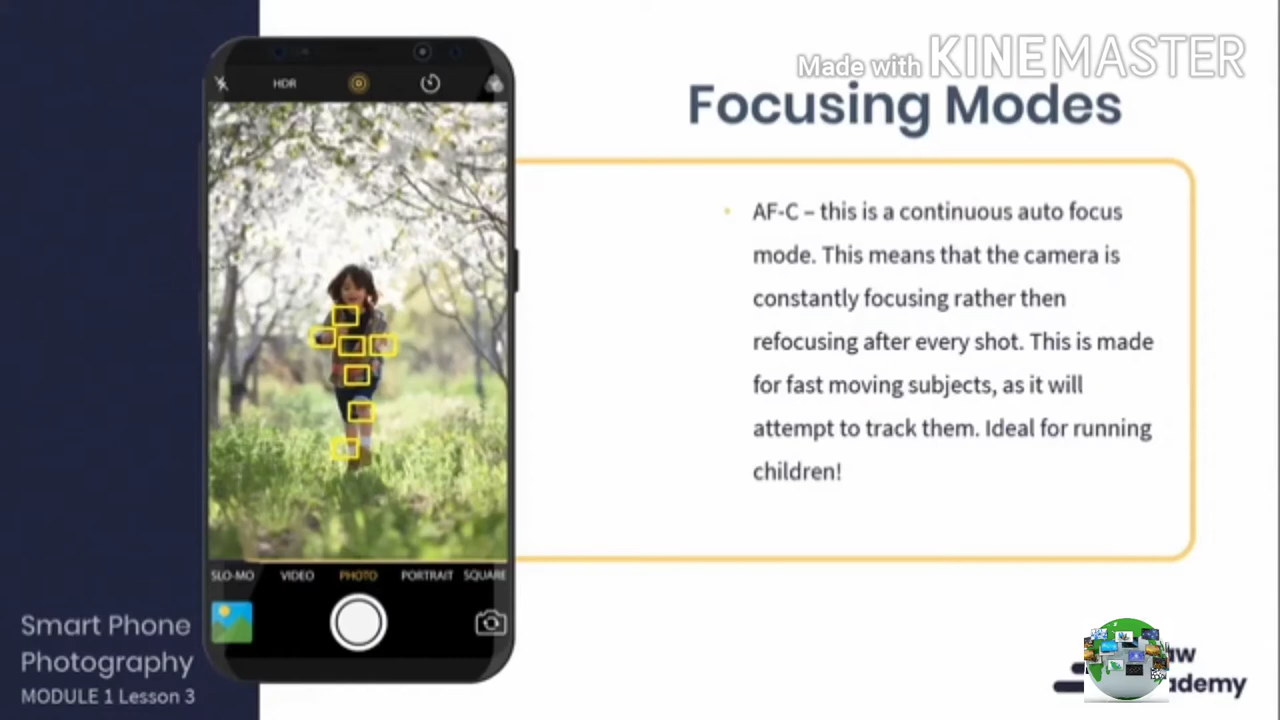 Made with KINEMASTER
Focusing Modes
HDR
AF-C – this is a continuous auto focus
mode. This means that the camera is
constantly focusing rather then
refocusing after every shot. This is made
for fast moving subjects, as it will
attempt to track them. Ideal for running
children!
SLO-MO VIDEO PHOTO PORTRAIT SQUARE
Smart Phone
Photography
MODULE 1 Lesson 3